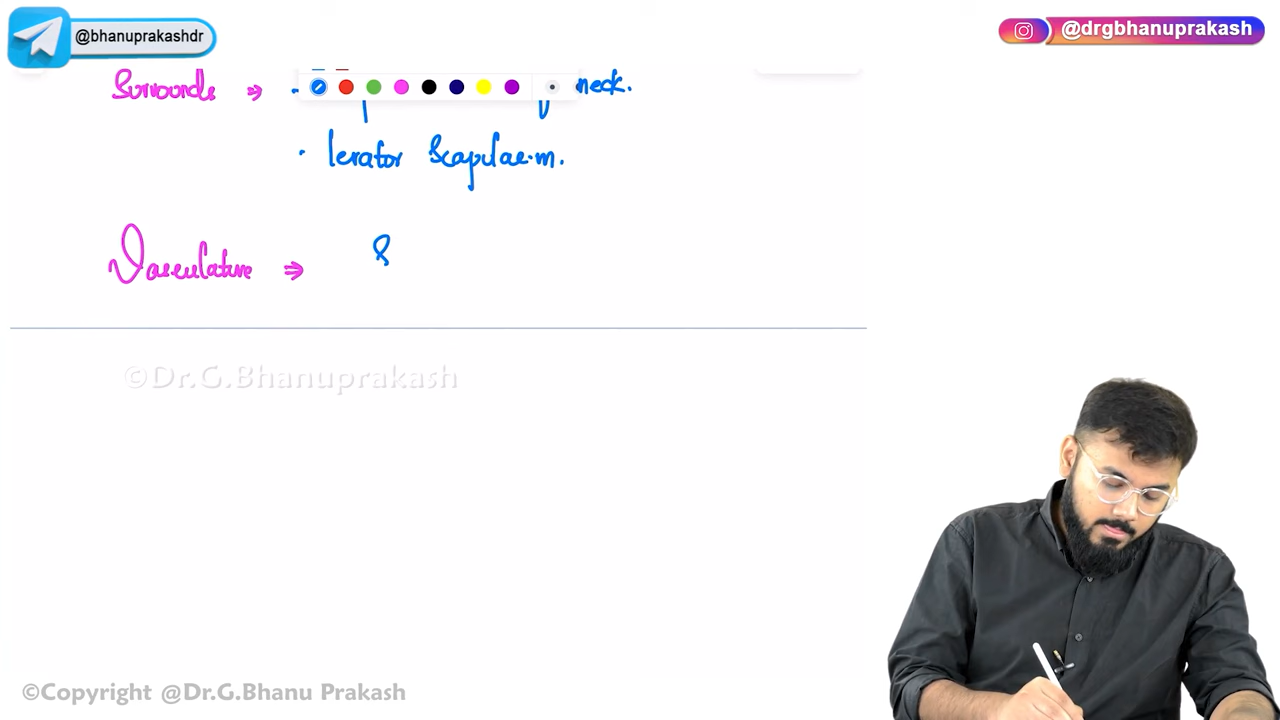 @bhanuprakashdr
@drgbhanuprakash
Surrounds ⇒ · neck.
· levator scapulae·m.
Vasculature ⇒ S
©Dr.G.Bhanuprakash
©Copyright @Dr.G.Bhanu Prakash